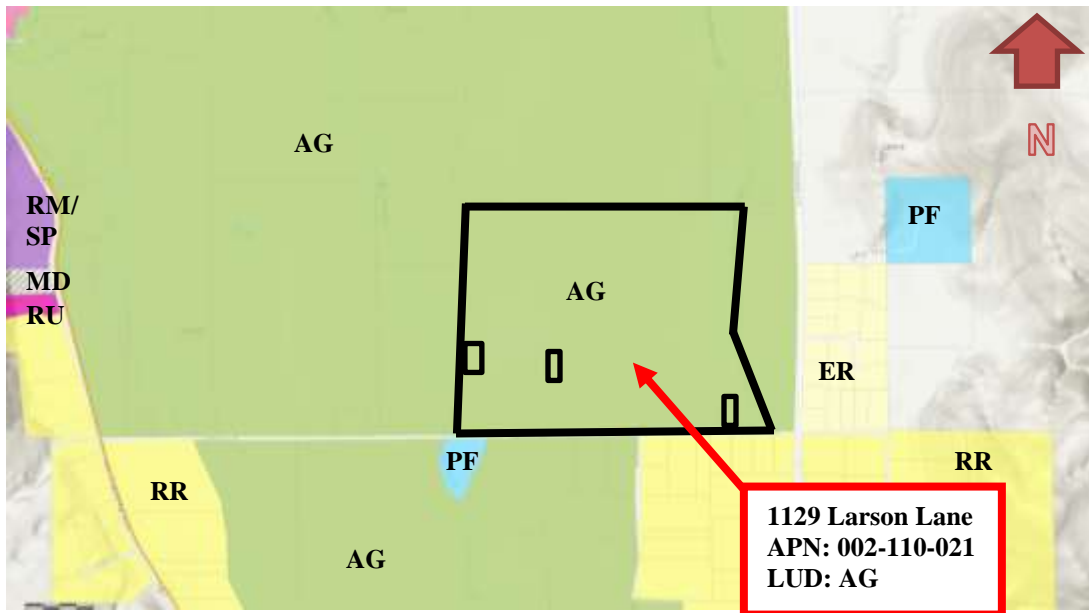 AG
N
RM/
SP
PF
MD
AG
RU
ER
PF
RR
RR
AG
1129 Larson Lane
APN: 002-110-021
LUD: AG